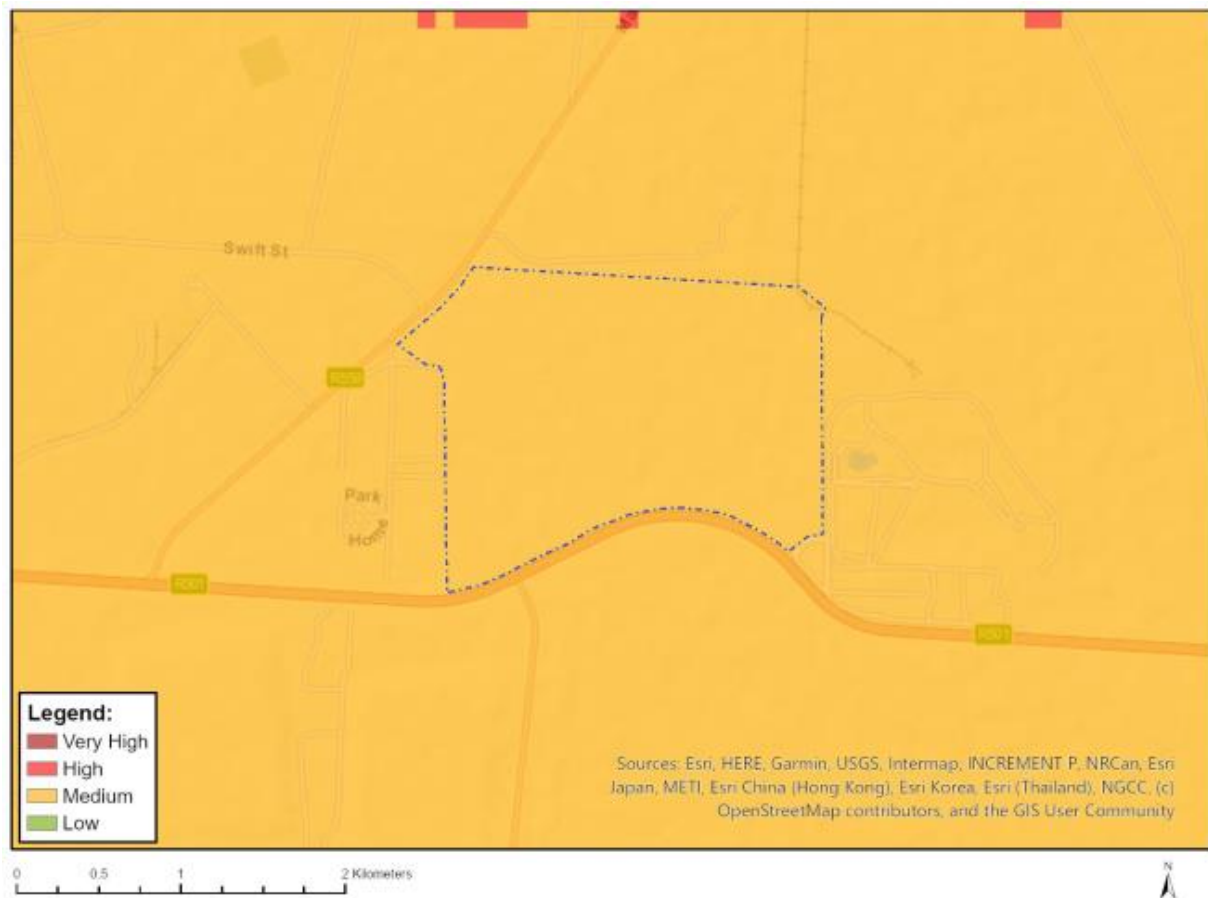 Swift St
Park
Home
R501
Legend:
Very High
High
Medium
Low
Sources: Esri, HERE, Garmin, USGS, Intermap, INCREMENT P, NRCan, Esri
Japan, METI, Esri China (Hong Kong), Esri Korea, Esri (Thailand), NGCC, (c)
OpenStreetMap contributors, and the GIS User Community
0 0.5 1 2 Kilometers
N